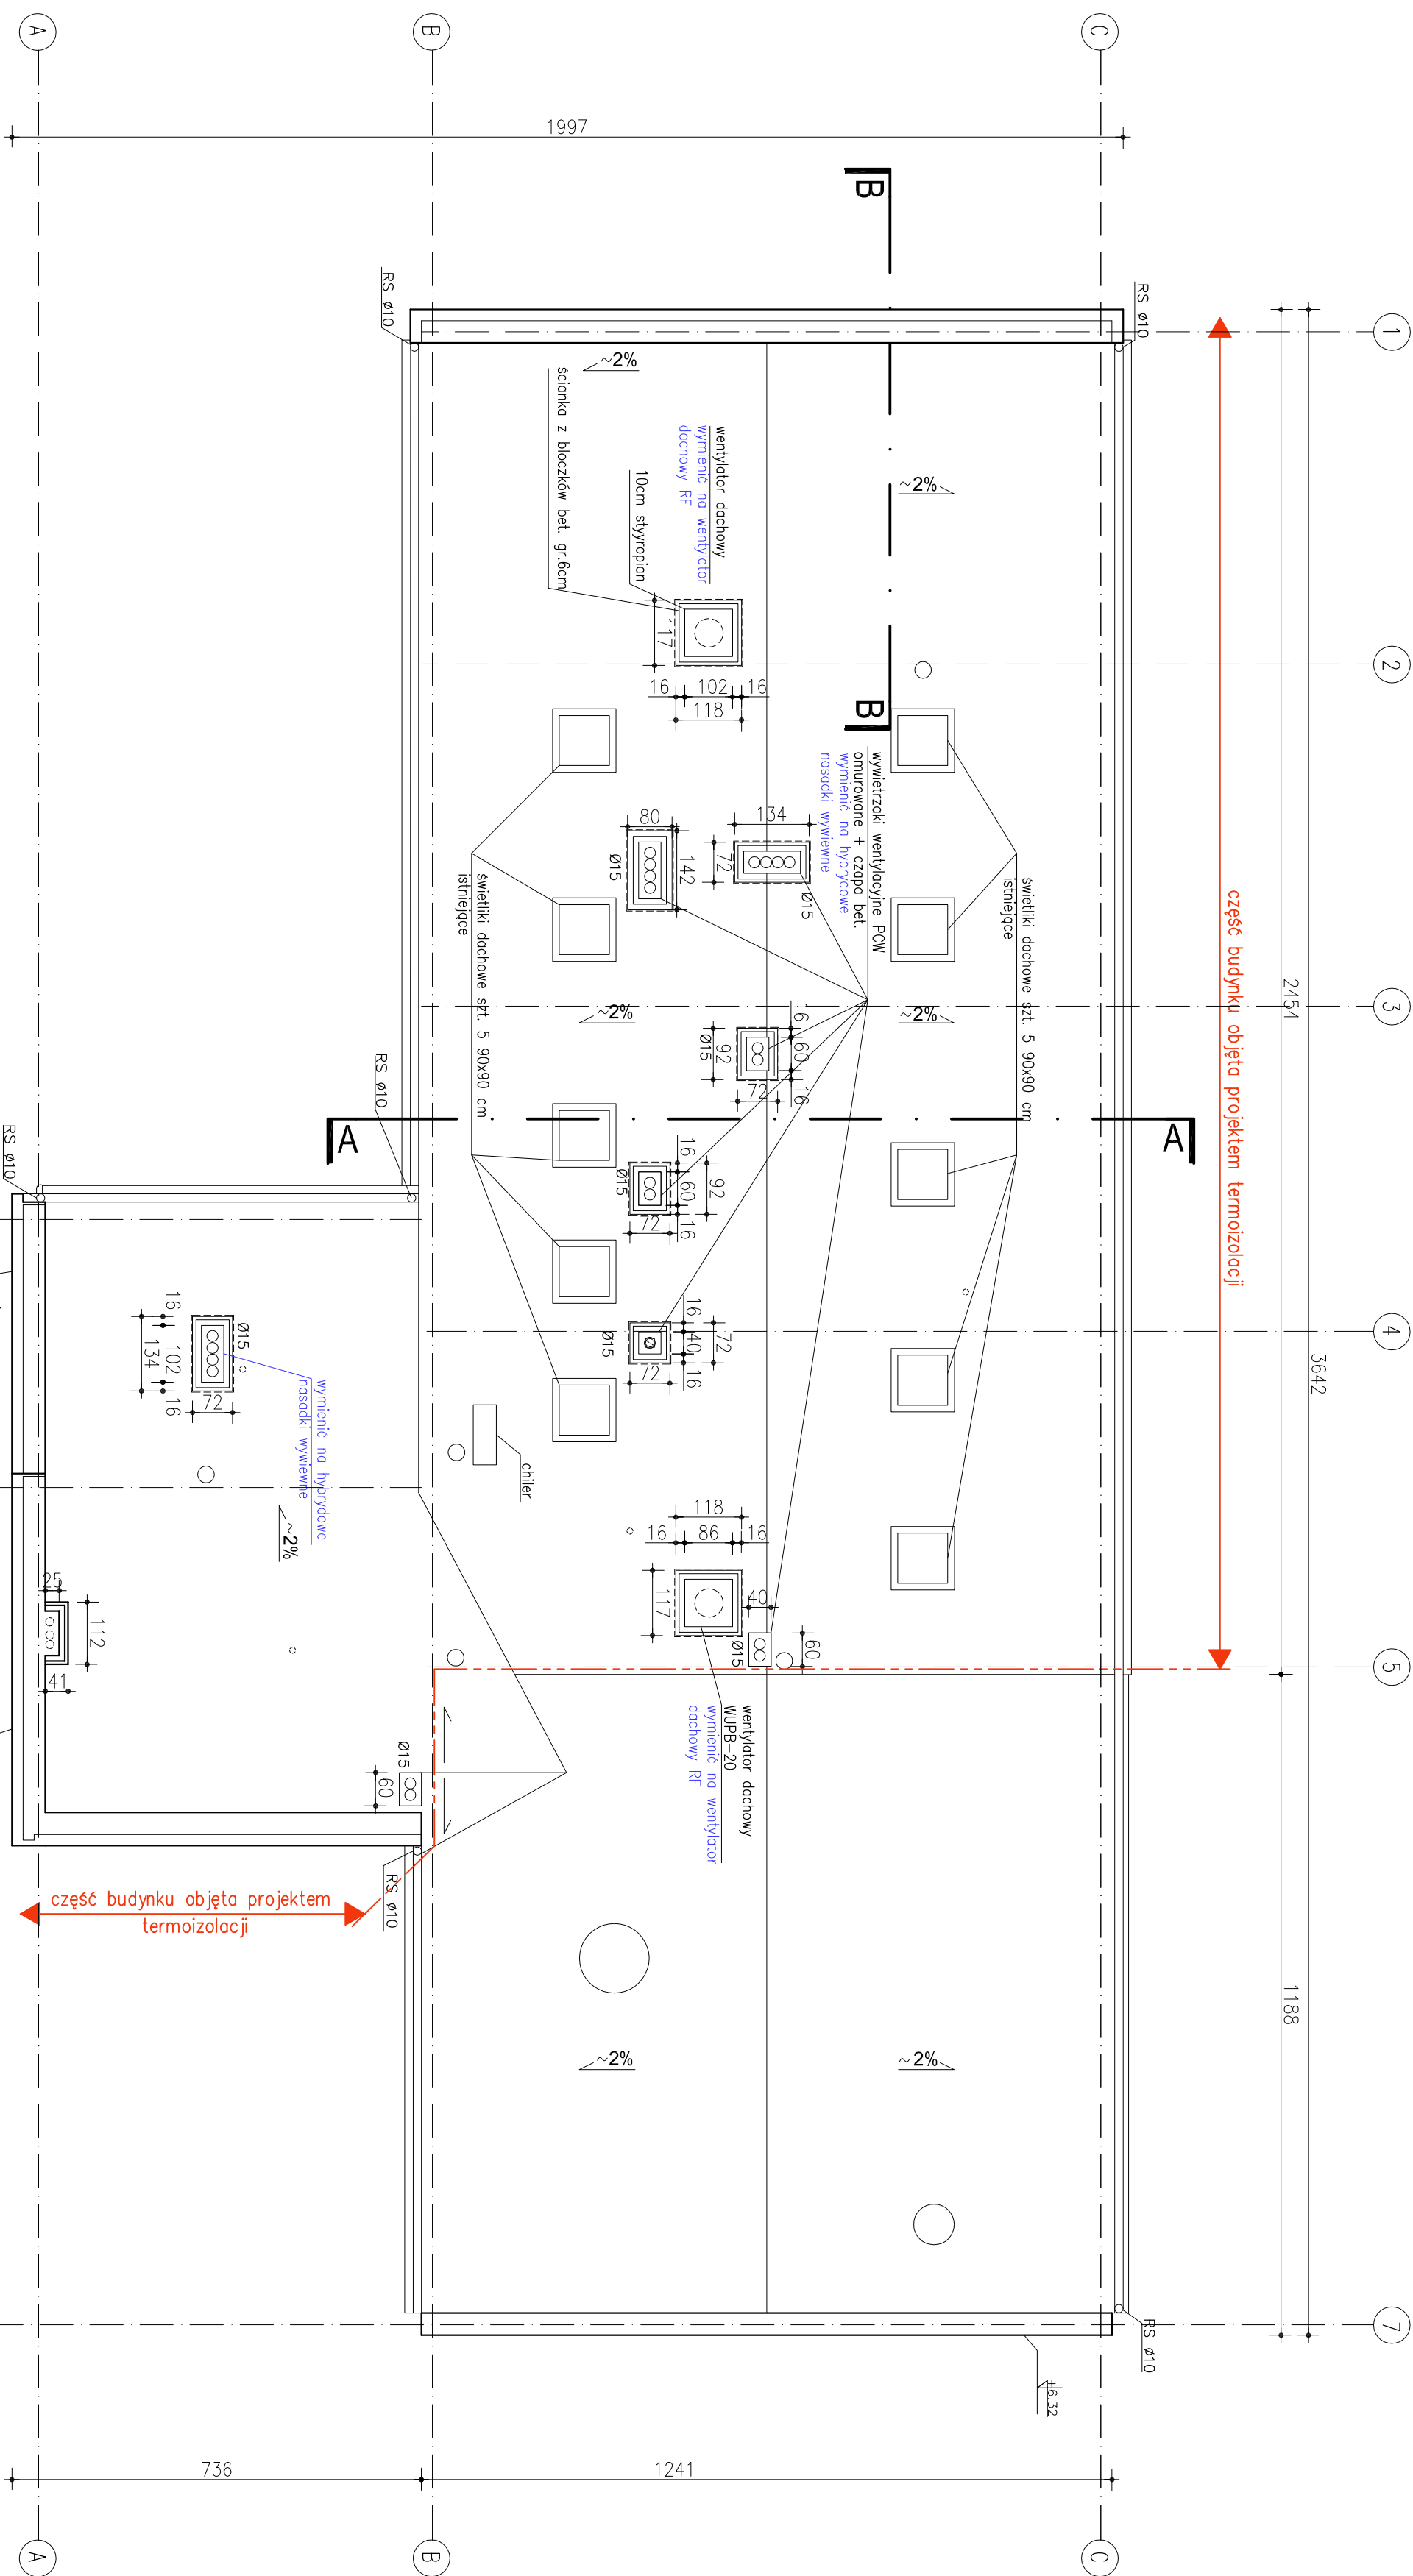 A
B
C
1997
B
B
RS ø10
RS ø10
1
2
3
4
5
7
część budynku objęta projektem termoizolacji
2454
3642
1188
~2%
~2%
ścianka z bloczków bet. gr.6cm
10cm styyropian
wentylator dachowy
wymienić na wentylator
dachowy RF
117
16
102
16
118
wywietrzaki wentylacyjne PCW
omurowane + czapa bet.
wymienić na hybrydowe
nasadki wywiewne
świetliki dachowe szt. 5 90x90 cm
istniejące
świetliki dachowe szt. 5 90x90 cm
istniejące
80
142
Ø15
134
72
Ø15
~2%
~2%
16
60
16
92
72
Ø15
RS ø10
RS ø10
A
A
16
60
16
92
72
Ø15
16
40
16
72
72
Ø15
Ø15
16
102
16
134
72
wymienić na hybrydowe
nasadki wywiewne
~2%
chiler
118
16
86
16
117
40
60
Ø15
wentylator dachowy
WUPB-20
wymienić na wentylator
dachowy RF
25
112
41
Ø15
60
RS ø10
część budynku objęta projektem
termoizolacji
~2%
~2%
RS ø10
+6.32
736
1241
A
B
C